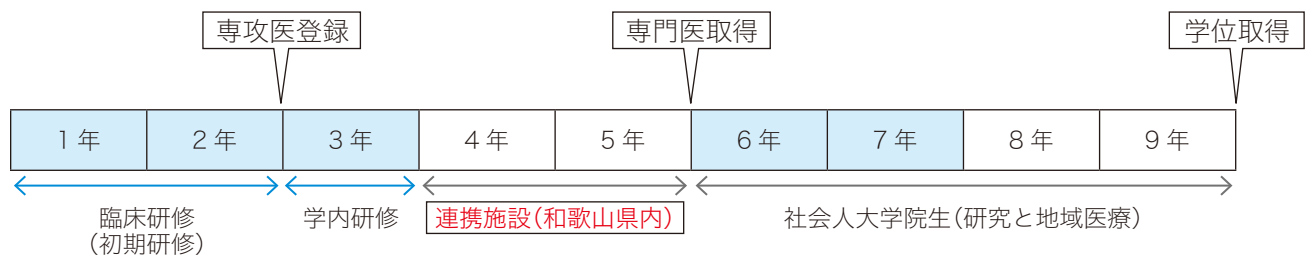 専攻医登録
専門医取得
学位取得
1年
2年
3年
4年
5年
6年
7年
8年
9年
臨床研修
(初期研修)
学内研修
連携施設(和歌山県内)
社会人大学院生(研究と地域医療)